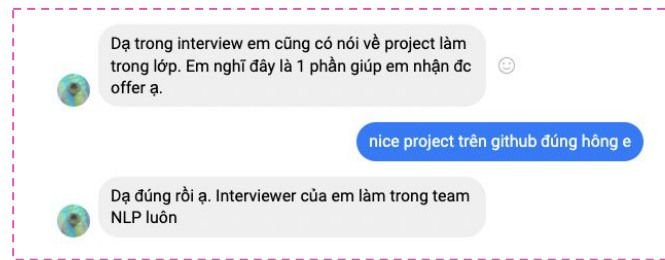 Dạ trong interview em cũng có nói về project làm
trong lớp. Em nghĩ đây là 1 phần giúp em nhận đc
offer ạ.
nice project trên github đúng hông e
Dạ đúng rồi ạ. Interviewer của em làm trong team
NLP luôn